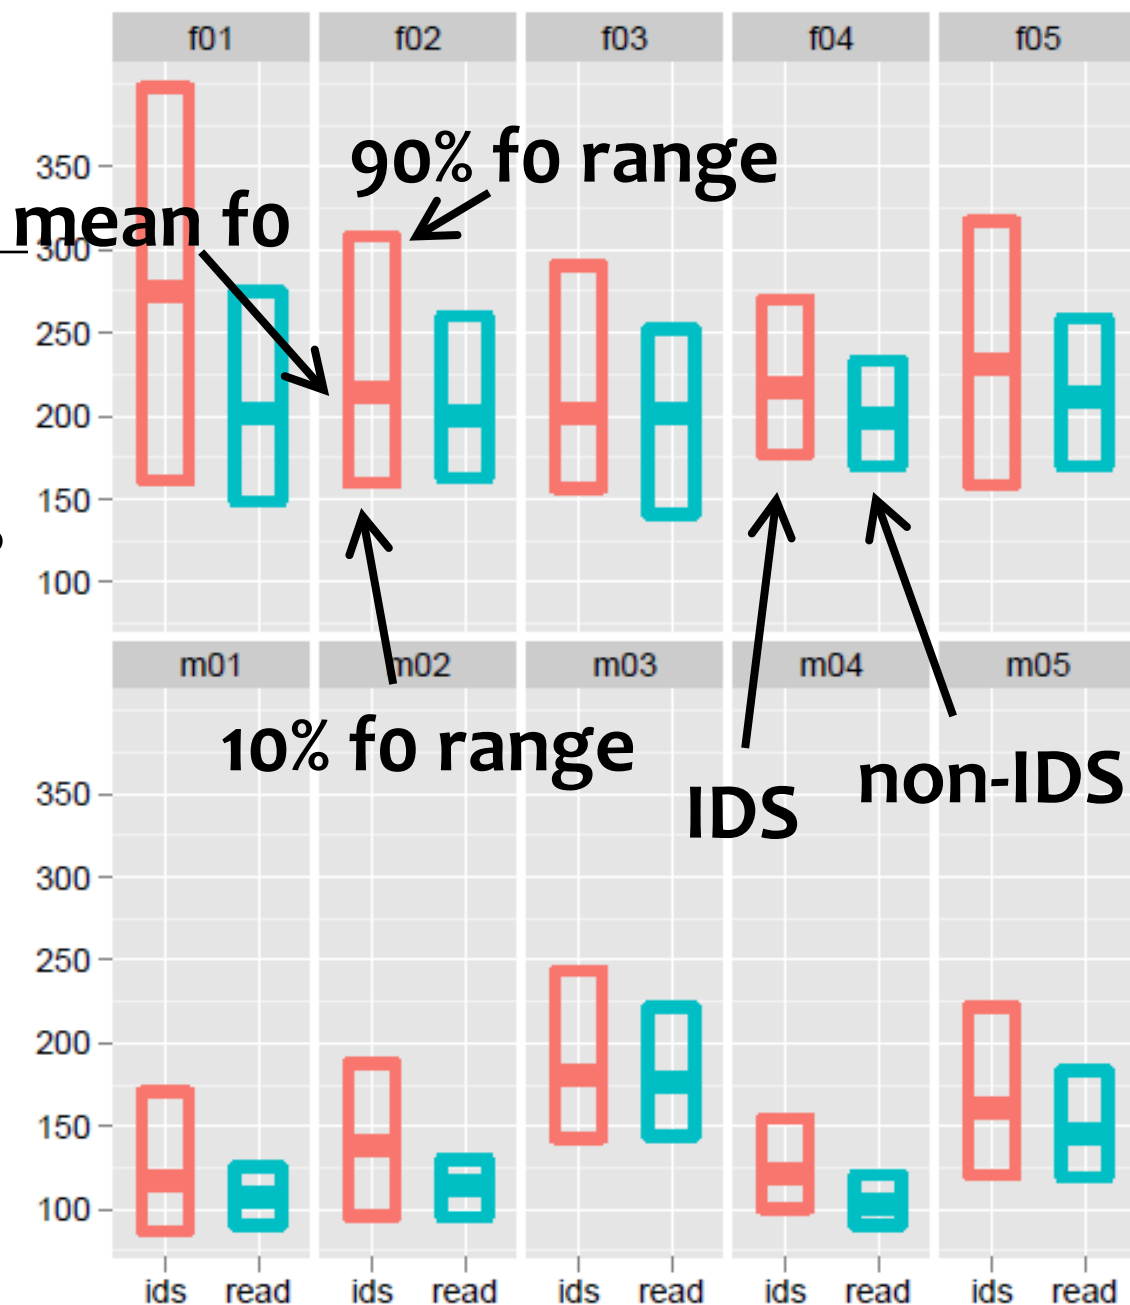 f01 f02 f03 f04 f05
90% f0 range
350
mean f0
300
250
200
150
100
m01 m02 m03 m04 m05
10% f0 range
non-IDS
IDS
350
300
250
200
150
100
ids read ids read ids read ids read ids read